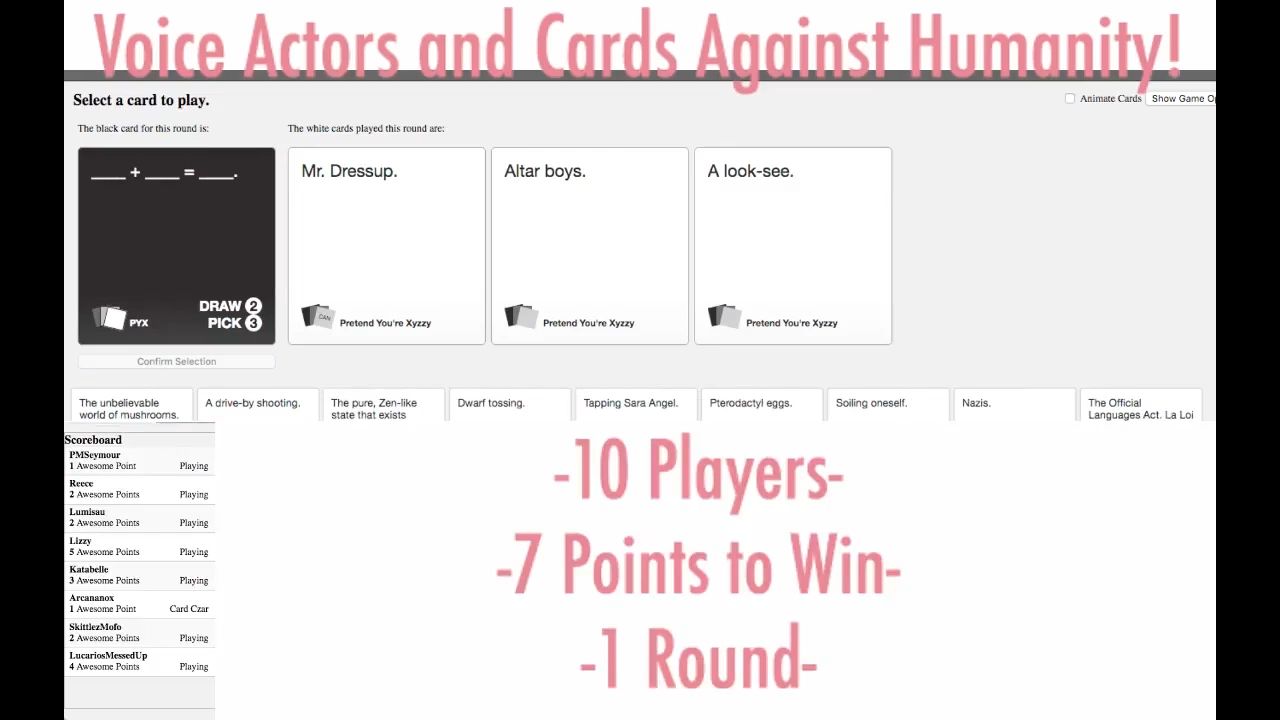 Voice Actors and Cards Against Humanity!
Select a card to play.
Animate Cards
Show Game Op
The black card for this round is:
The white cards played this round are:
____ + ____ = ____.
DRAW 2
PICK 3
PYX
Mr. Dressup.
CAN
Pretend You're Xyzzy
Altar boys.
Pretend You're Xyzzy
A look-see.
Pretend You're Xyzzy
Confirm Selection
The unbelievable
world of mushrooms.
A drive-by shooting.
The pure, Zen-like
state that exists
Dwarf tossing.
Tapping Sara Angel.
Pterodactyl eggs.
Soiling oneself.
Nazis.
The Official
Languages Act. La Loi
Scoreboard
PMSeymour
1 Awesome Point Playing
Reece
2 Awesome Points Playing
Lumisau
2 Awesome Points Playing
Lizzy
5 Awesome Points Playing
Katabelle
3 Awesome Points Playing
Arcananox
1 Awesome Point Card Czar
SkittlezMofo
2 Awesome Points Playing
LucariosMessedUp
4 Awesome Points Playing
-10 Players-
-7 Points to Win-
-1 Round-